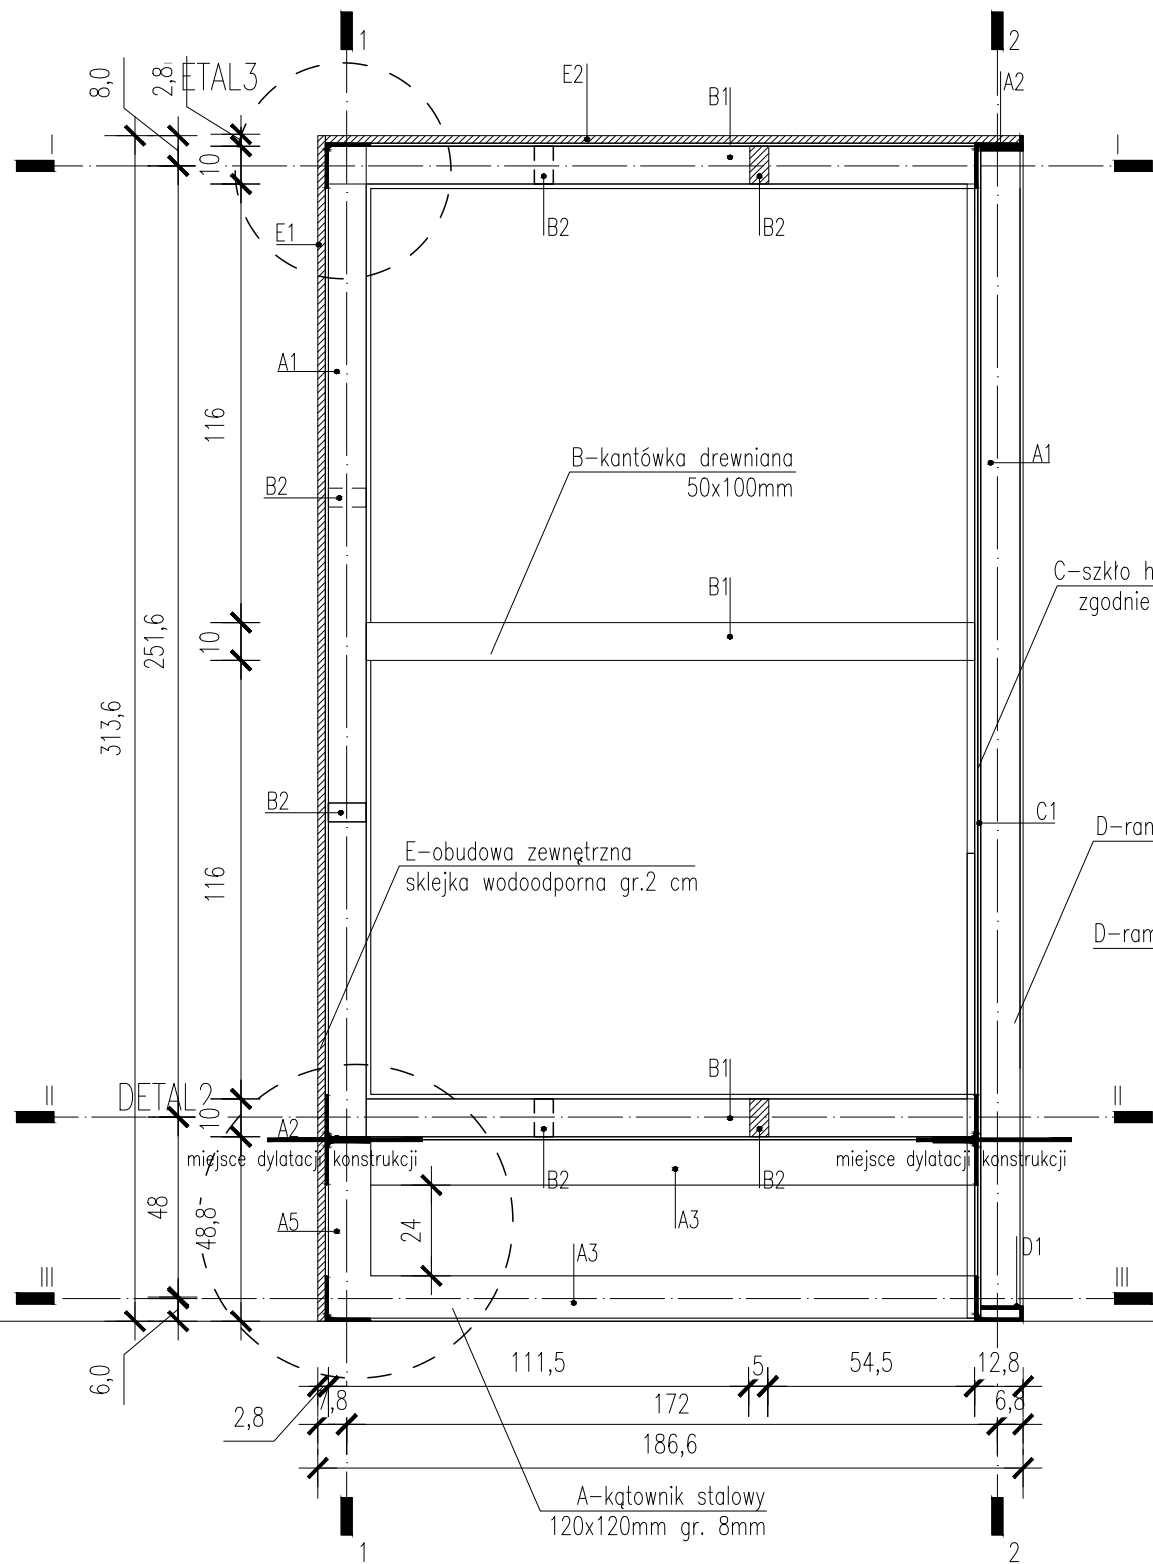 1
2
8,0
2,8
ETAL3
E2
B1
A2
I
I
10
B2
B2
E1
A1
116
B-kantówka drewniana
50x100mm
A1
B2
C-szkło h
zgodnie
B1
10
251,6
313,6
B2
C1
D-ran
E-obudowa zewnętrzna
sklejka wodoodporna gr.2 cm
116
D-ram
B1
II
DETAL2
II
10
A2
miejsce dylatacji konstrukcji
miejsce dylatacji konstrukcji
B2
B2
48
48,8
A5
24
A3
A3
D1
III
III
6,0
111,5
5
54,5
12,8
2,8
7,8
172
6,8
186,6
A-kątownik stalowy
120x120mm gr. 8mm
1
2